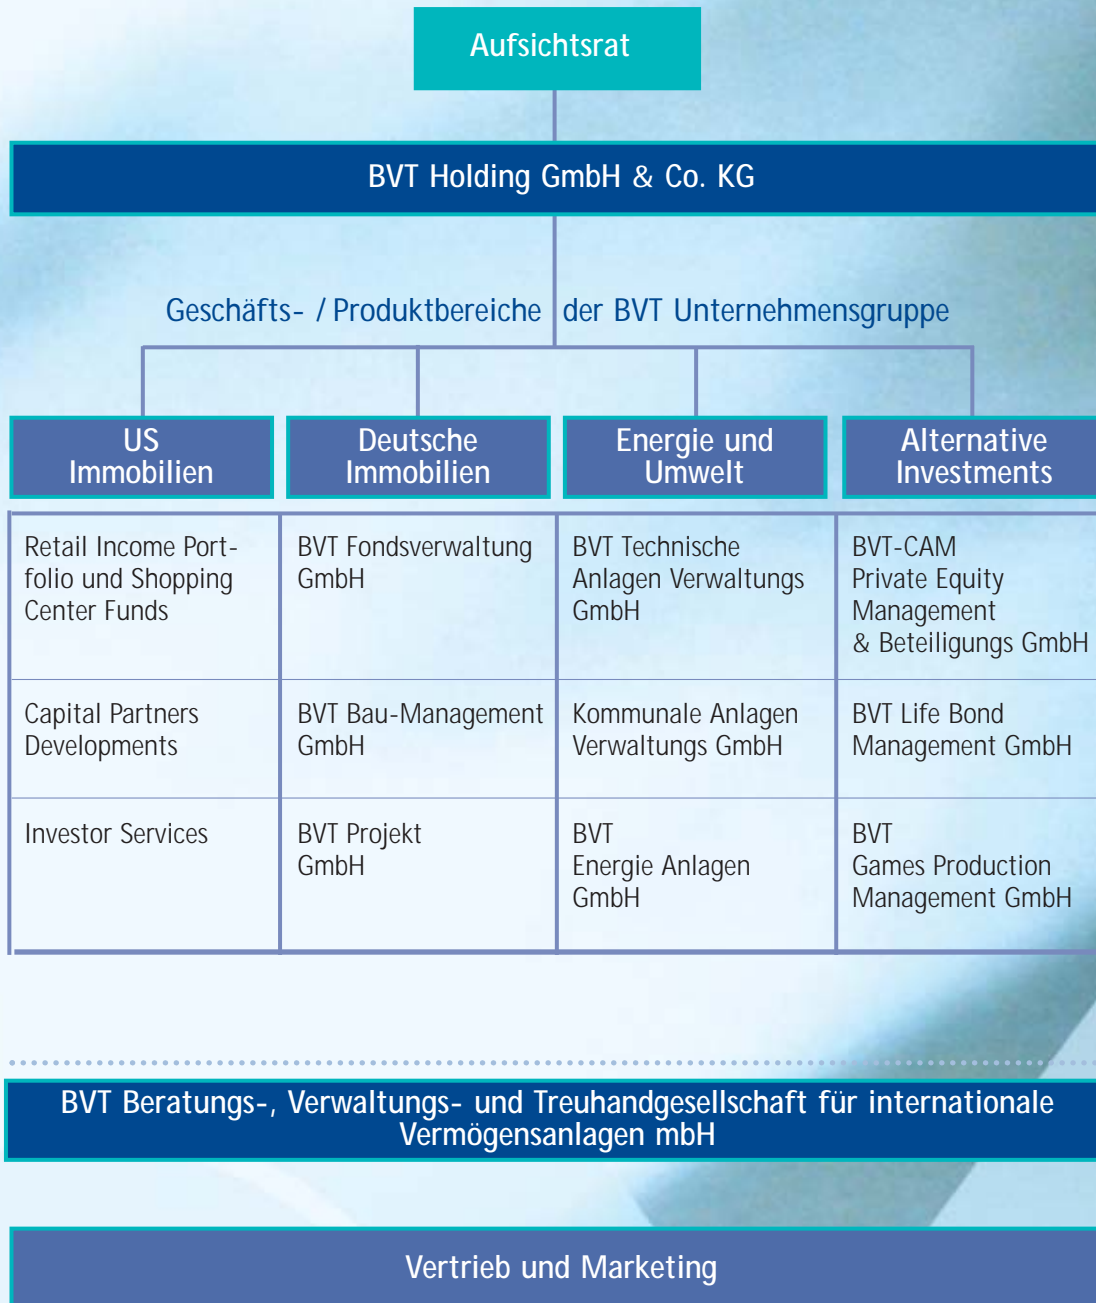 Aufsichtsrat
BVT Holding GmbH & Co. KG
Geschäfts- / Produktbereiche der BVT Unternehmensgruppe
US
Immobilien
Deutsche
Immobilien
Energie und
Umwelt
Alternative
Investments
Retail Income Port-
folio und Shopping
Center Funds
BVT Fondsverwaltung
GmbH
BVT Technische
Anlagen Verwaltungs
GmbH
BVT-CAM
Private Equity
Management
& Beteiligungs GmbH
Capital Partners
Developments
BVT Bau-Management
GmbH
Kommunale Anlagen
Verwaltungs GmbH
BVT Life Bond
Management GmbH
Investor Services
BVT Projekt
GmbH
BVT
Energie Anlagen
GmbH
BVT
Games Production
Management GmbH
BVT Beratungs-, Verwaltungs- und Treuhandgesellschaft für internationale
Vermögensanlagen mbH
Vertrieb und Marketing